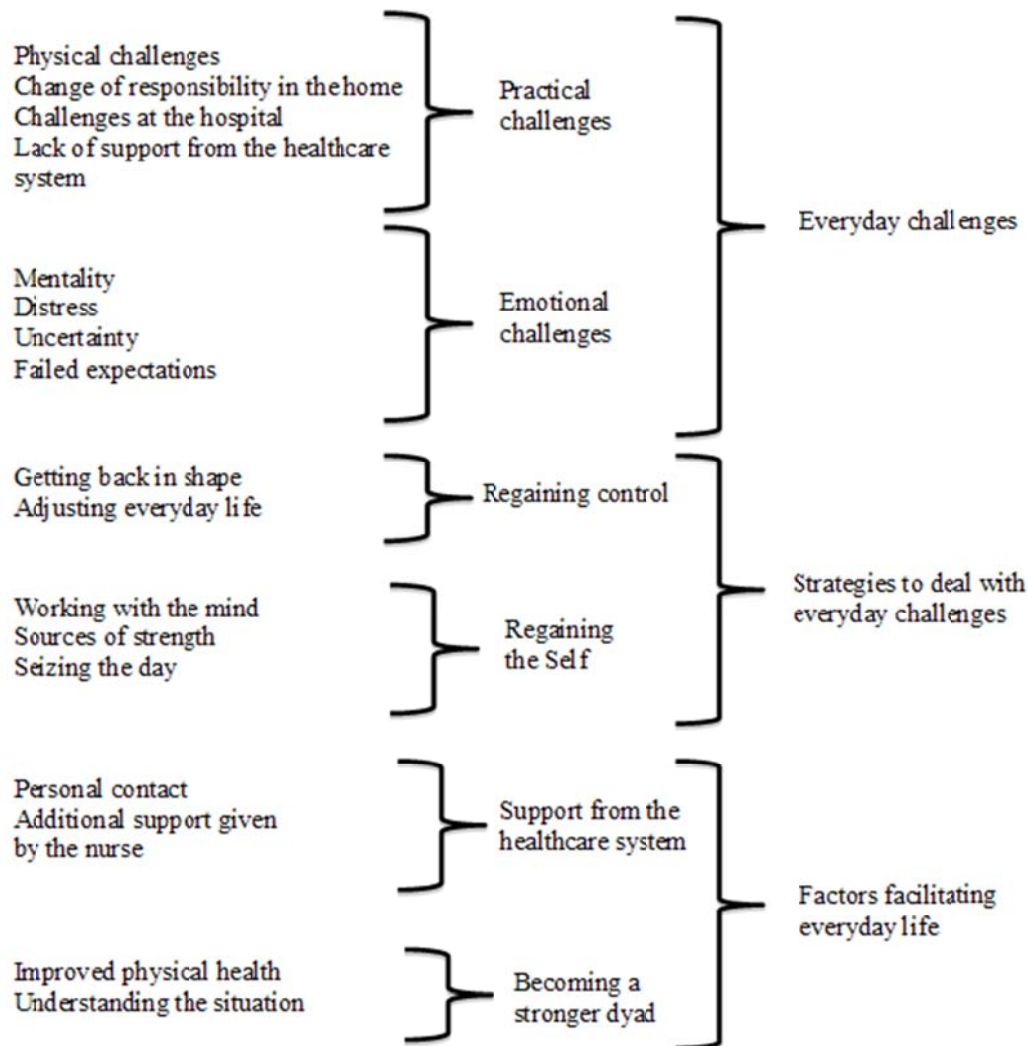 Physical challenges
Change of responsibility in the home
Challenges at the hospital
Lack of support from the healthcare
system
Practical
challenges
Mentality
Distress
Uncertainty
Failed expectations
Emotional
challenges
Everyday challenges
Getting back in shape
Adjusting everyday life
Regaining control
Working with the mind
Sources of strength
Seizing the day
Regaining
the Self
Strategies to deal with
everyday challenges
Personal contact
Additional support given
by the nurse
Support from the
healthcare system
Improved physical health
Understanding the situation
Becoming a
stronger dyad
Factors facilitating
everyday life